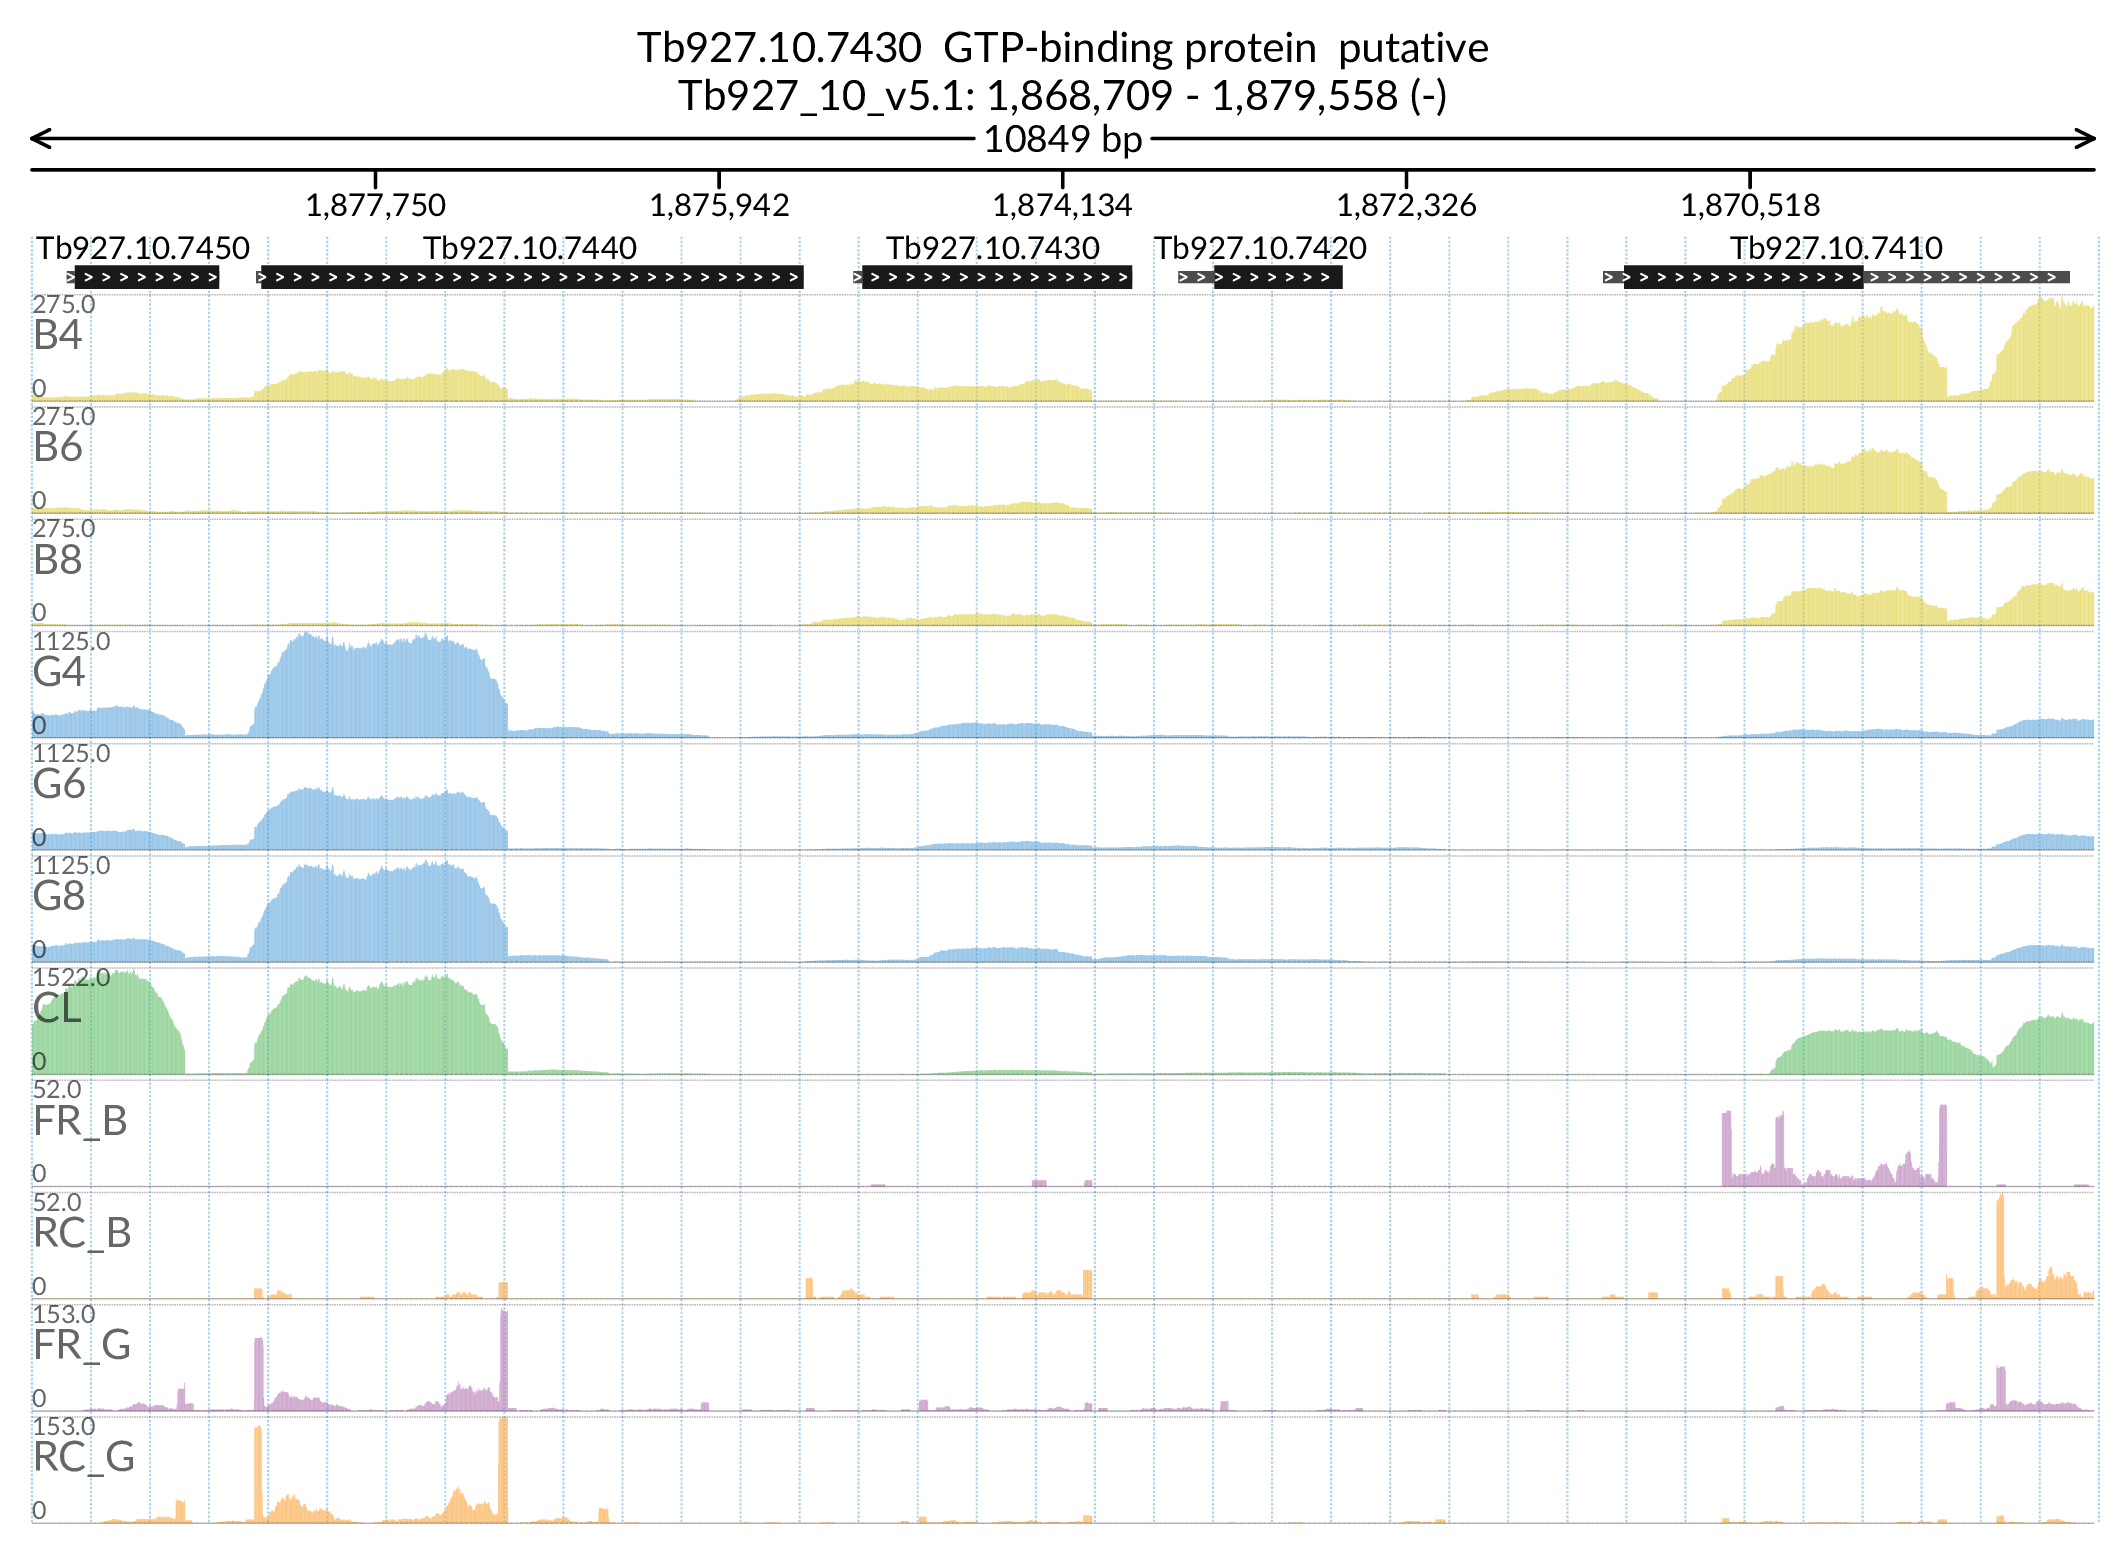 Tb927.10.7430 GTP-binding protein putative
Tb927_10_v5.1: 1,868,709 - 1,879,558 (-)
10849 bp
1,877,750 1,875,942 1,874,134 1,872,326 1,870,518
Tb927.10.7450 Tb927.10.7440 Tb927.10.7430 Tb927.10.7420 Tb927.10.7410
275.0
B4
0
275.0
B6
0
275.0
B8
0
1125.0
G4
0
1125.0
G6
0
1125.0
G8
0
1522.0
CL
0
52.0
FR_B
0
52.0
RC_B
0
153.0
FR_G
0
153.0
RC_G
0